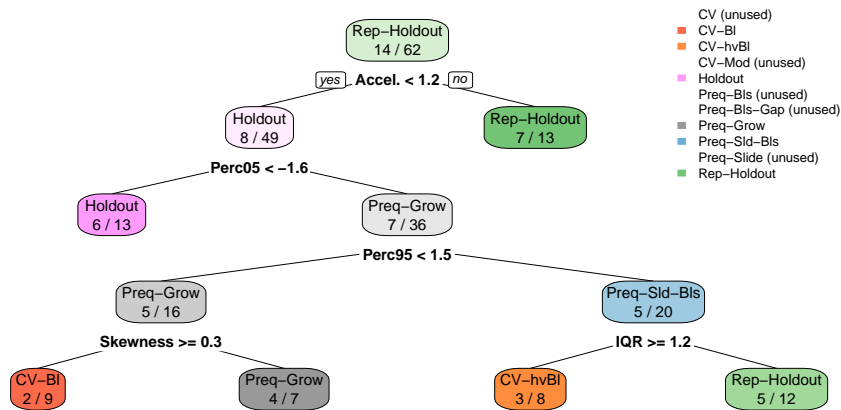 Rep−Holdout
14 / 62
yes
Accel. < 1.2
no
Holdout
8 / 49
Rep−Holdout
7 / 13
Perc05 < −1.6
Holdout
6 / 13
Preq−Grow
7 / 36
Perc95 < 1.5
Preq−Grow
5 / 16
Preq−Sld−Bls
5 / 20
Skewness >= 0.3
IQR >= 1.2
CV−Bl
2 / 9
Preq−Grow
4 / 7
CV−hvBl
3 / 8
Rep−Holdout
5 / 12
CV (unused)
CV−Bl
CV−hvBl
CV−Mod (unused)
Holdout
Preq−Bls (unused)
Preq−Bls−Gap (unused)
Preq−Grow
Preq−Sld−Bls
Preq−Slide (unused)
Rep−Holdout